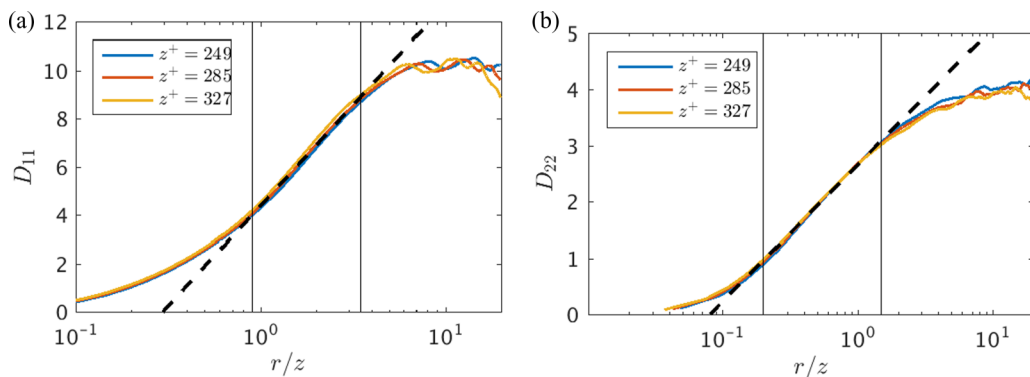 (a)
12
10
8
6
4
2
0
D₁₁
z⁺ = 249
z⁺ = 285
z⁺ = 327
10⁻¹ 10⁰ 10¹
r/z
(b)
5
4
3
2
1
0
D₂₂
z⁺ = 249
z⁺ = 285
z⁺ = 327
10⁻¹ 10⁰ 10¹
r/z